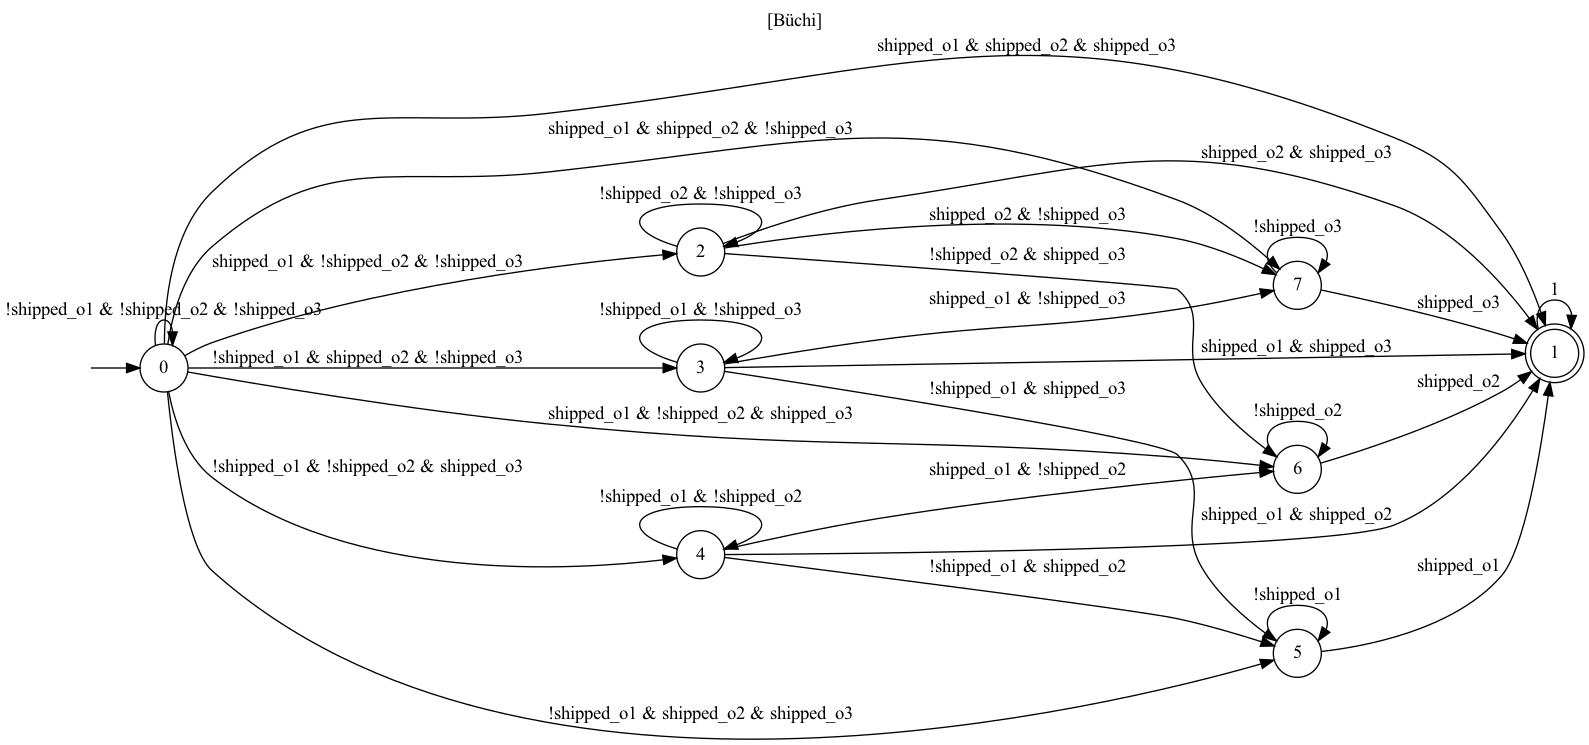 [Büchi]
shipped_o1 & shipped_o2 & shipped_o3
shipped_o1 & shipped_o2 & !shipped_o3
shipped_o2 & shipped_o3
!shipped_o2 & !shipped_o3
shipped_o2 & !shipped_o3
!shipped_o3
2
!shipped_o2 & shipped_o3
shipped_o1 & !shipped_o2 & !shipped_o3
7
1
shipped_o1 & !shipped_o3
shipped_o3
!shipped_o1 & !shipped_o2 & !shipped_o3
!shipped_o1 & !shipped_o3
shipped_o1 & shipped_o3
1
!shipped_o1 & shipped_o2 & !shipped_o3
0
3
!shipped_o1 & shipped_o3
shipped_o2
shipped_o1 & !shipped_o2 & shipped_o3
!shipped_o2
!shipped_o1 & !shipped_o2 & shipped_o3
shipped_o1 & !shipped_o2
6
!shipped_o1 & !shipped_o2
shipped_o1 & shipped_o2
4
!shipped_o1 & shipped_o2
shipped_o1
!shipped_o1
5
!shipped_o1 & shipped_o2 & shipped_o3